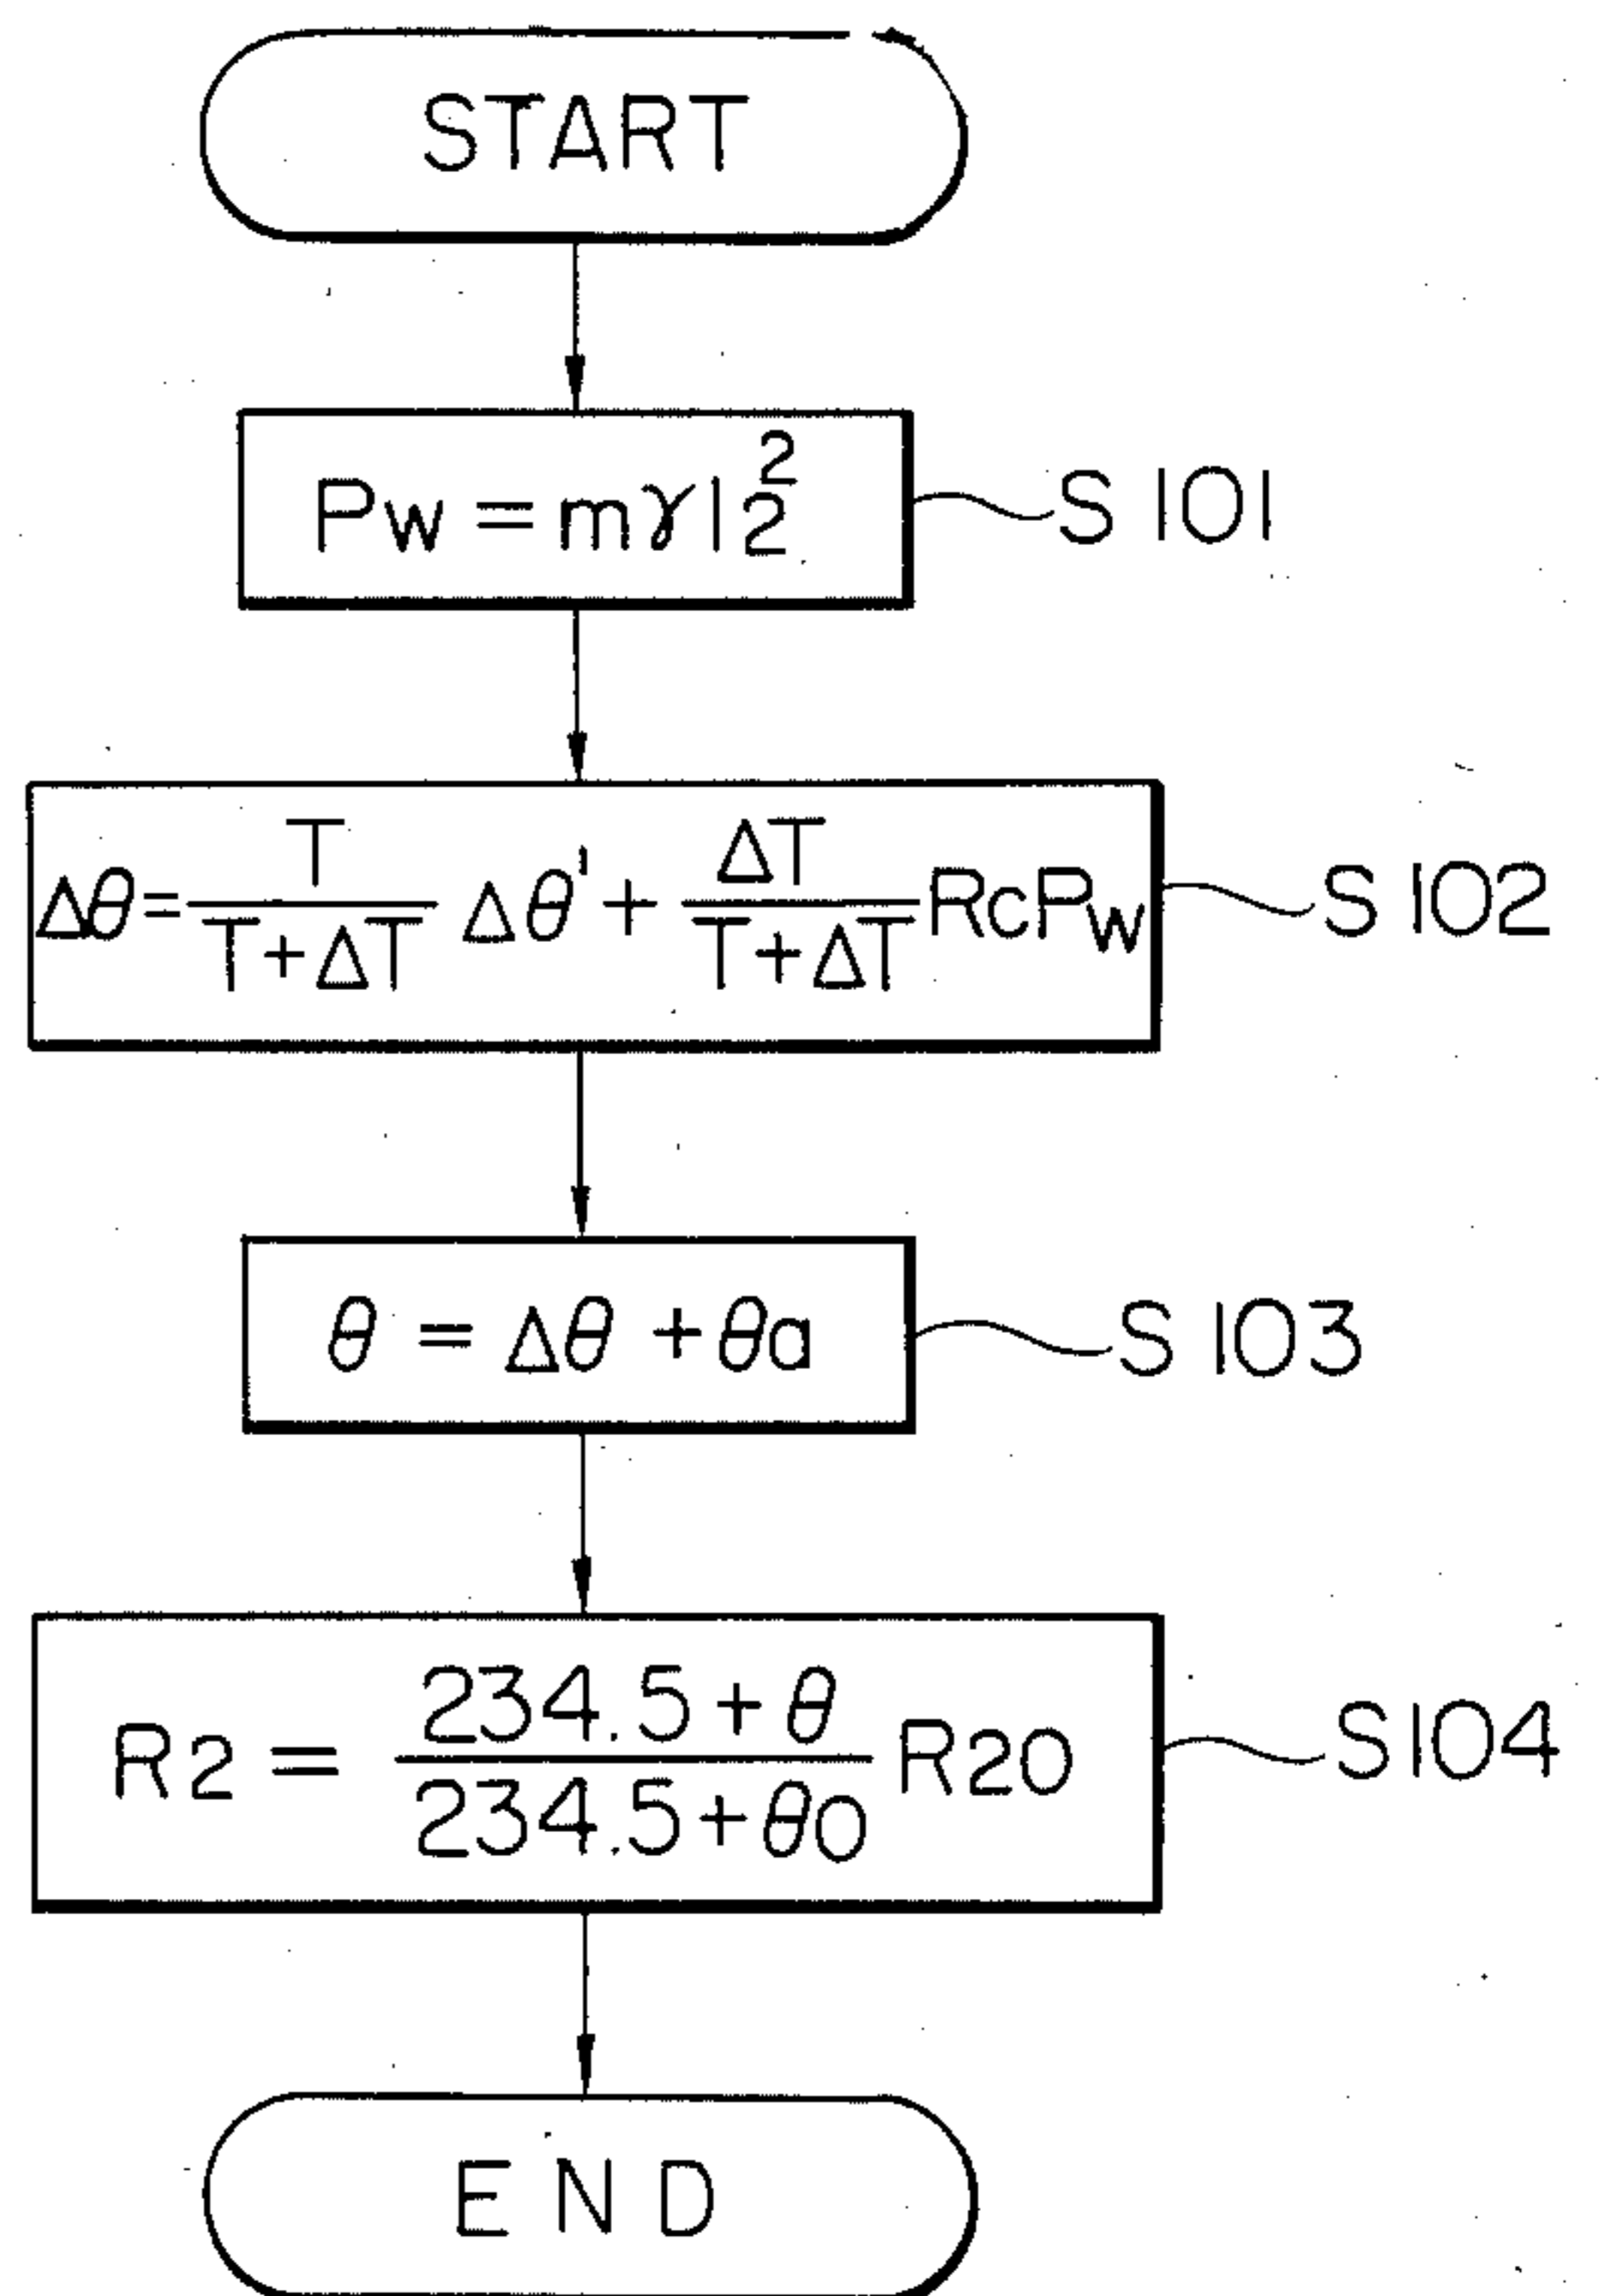 START
Pw = mγI₂²
S101
Δθ = T/(T+ΔT) Δθ' + ΔT/(T+ΔT) RcPw
S102
θ = Δθ + θa
S103
R2 = (234.5+θ)/(234.5+θ0) R20
S104
END